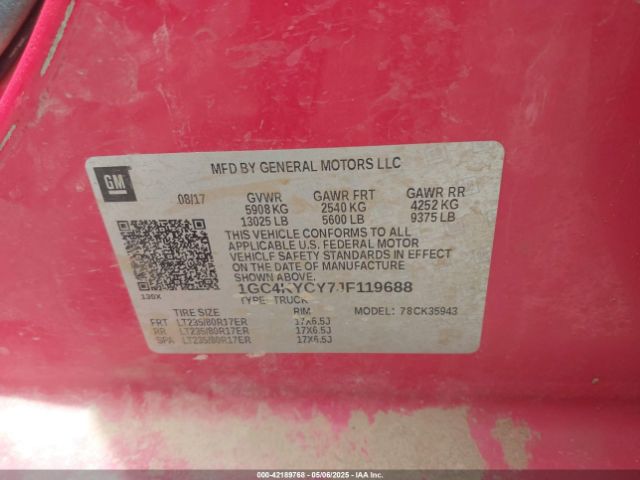 GM
MFD BY GENERAL MOTORS LLC
08/17
GVWR GAWR FRT GAWR RR
5908 KG 2540 KG 4252 KG
13025 LB 5600 LB 9375 LB
THIS VEHICLE CONFORMS TO ALL
APPLICABLE U.S. FEDERAL MOTOR
VEHICLE SAFETY STANDARDS IN EFFECT
ON THE DATE OF MANUFACTURE
SHOWN ABOVE.
1GC4KYCY7JF119688
TYPE: TRUCK
TIRE SIZE RIM MODEL: 78CK35943
FRT LT235/80R17ER 17X6.5J
RR LT235/80R17ER 17X6.5J
SPA LT235/80R17ER 17X6.5J
000-42189768 05/06/2025 IAAI.COM